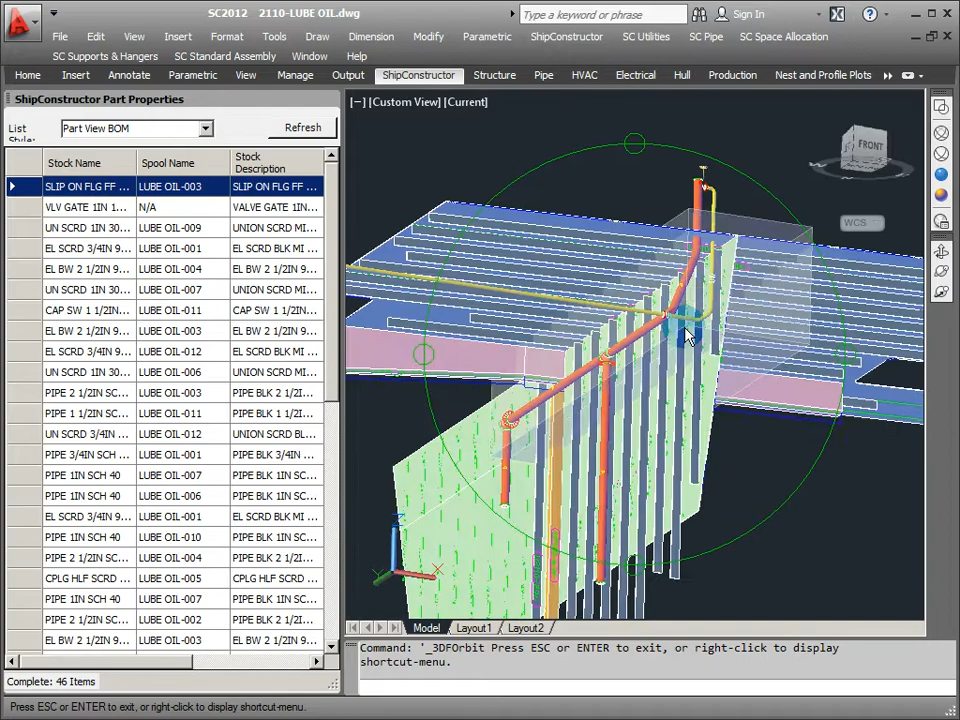 SC2012 2110-LUBE OIL.dwg
Type a keyword or phrase
Sign In
File Edit View Insert Format Tools Draw Dimension Modify Parametric ShipConstructor SC Utilities SC Pipe SC Space Allocation
SC Supports & Hangers SC Standard Assembly Window Help
Home Insert Annotate Parametric View Manage Output ShipConstructor Structure Pipe HVAC Electrical Hull Production Nest and Profile Plots
ShipConstructor Part Properties
List Style: Part View BOM Refresh
Stock Name Spool Name Stock Description
SLIP ON FLG FF ... LUBE OIL-003 SLIP ON FLG FF ...
VLV GATE 1IN 1... N/A VALVE GATE 1IN...
UN SCRD 1IN 30... LUBE OIL-009 UNION SCRD MI...
EL SCRD 3/4IN 9... LUBE OIL-001 EL SCRD BLK MI...
EL BW 2 1/2IN 9... LUBE OIL-004 EL BW 2 1/2IN 9...
UN SCRD 1IN 30... LUBE OIL-007 UNION SCRD MI...
CAP SW 1 1/2IN... LUBE OIL-011 CAP SW 1 1/2IN...
EL BW 2 1/2IN 9... LUBE OIL-003 EL BW 2 1/2IN 9...
EL SCRD 3/4IN 9... LUBE OIL-012 EL SCRD BLK MI...
UN SCRD 1IN 30... LUBE OIL-006 UNION SCRD MI...
PIPE 2 1/2IN SC... LUBE OIL-003 PIPE BLK 2 1/2I...
PIPE 1 1/2IN SC... LUBE OIL-011 PIPE BLK 1 1/2I...
UN SCRD 3/4IN ... LUBE OIL-012 UNION SCRD BL...
PIPE 3/4IN SCH ... LUBE OIL-001 PIPE BLK 3/4IN ...
PIPE 1IN SCH 40 LUBE OIL-007 PIPE BLK 1IN SC...
PIPE 1IN SCH 40 LUBE OIL-006 PIPE BLK 1IN SC...
EL SCRD 3/4IN 9... LUBE OIL-001 EL SCRD BLK MI...
PIPE 1IN SCH 40 LUBE OIL-010 PIPE BLK 1IN SC...
PIPE 2 1/2IN SC... LUBE OIL-004 PIPE BLK 2 1/2I...
CPLG HLF SCRD ... LUBE OIL-005 CPLG HLF SCRD ...
PIPE 1IN SCH 40 LUBE OIL-007 PIPE BLK 1IN SC...
PIPE 2 1/2IN SC... LUBE OIL-002 PIPE BLK 2 1/2I...
EL BW 2 1/2IN 9... LUBE OIL-003 EL BW 2 1/2IN 9...
Complete: 46 Items
[−] [Custom View] [Current]
FRONT
WCS
X
Model Layout1 Layout2
Command: '_3DFOrbit Press ESC or ENTER to exit, or right-click to display
shortcut-menu.
Press ESC or ENTER to exit, or right-click to display shortcut-menu.